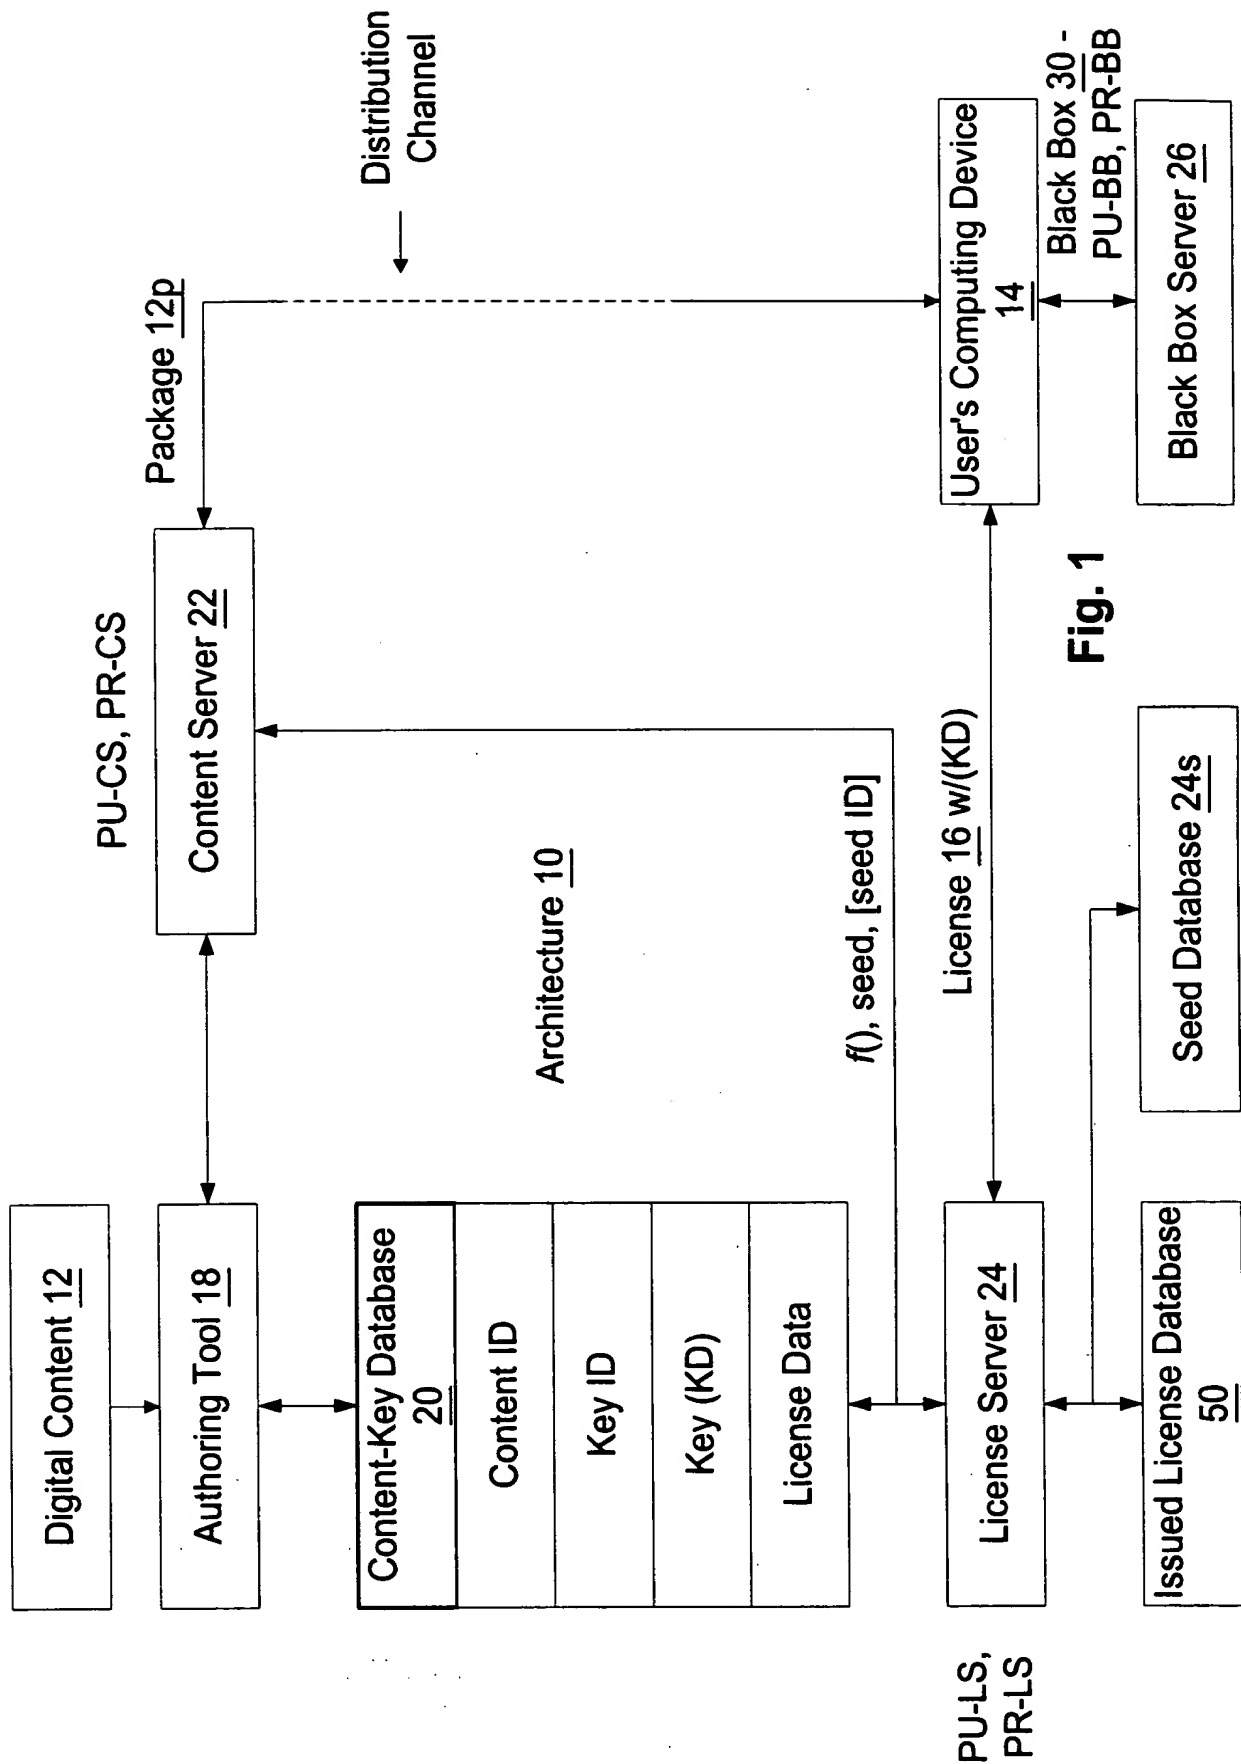 Digital Content 12
Authoring Tool 18
Content-Key Database
20
Content ID
Key ID
Key (KD)
License Data
PU-LS,
PR-LS
License Server 24
Issued License Database
50
Seed Database 24s
PU-CS, PR-CS
Content Server 22
Architecture 10
f(), seed, [seed ID]
License 16 w/(KD)
Package 12p
Distribution
Channel
User's Computing Device
14
Black Box 30 -
PU-BB, PR-BB
Black Box Server 26
Fig. 1